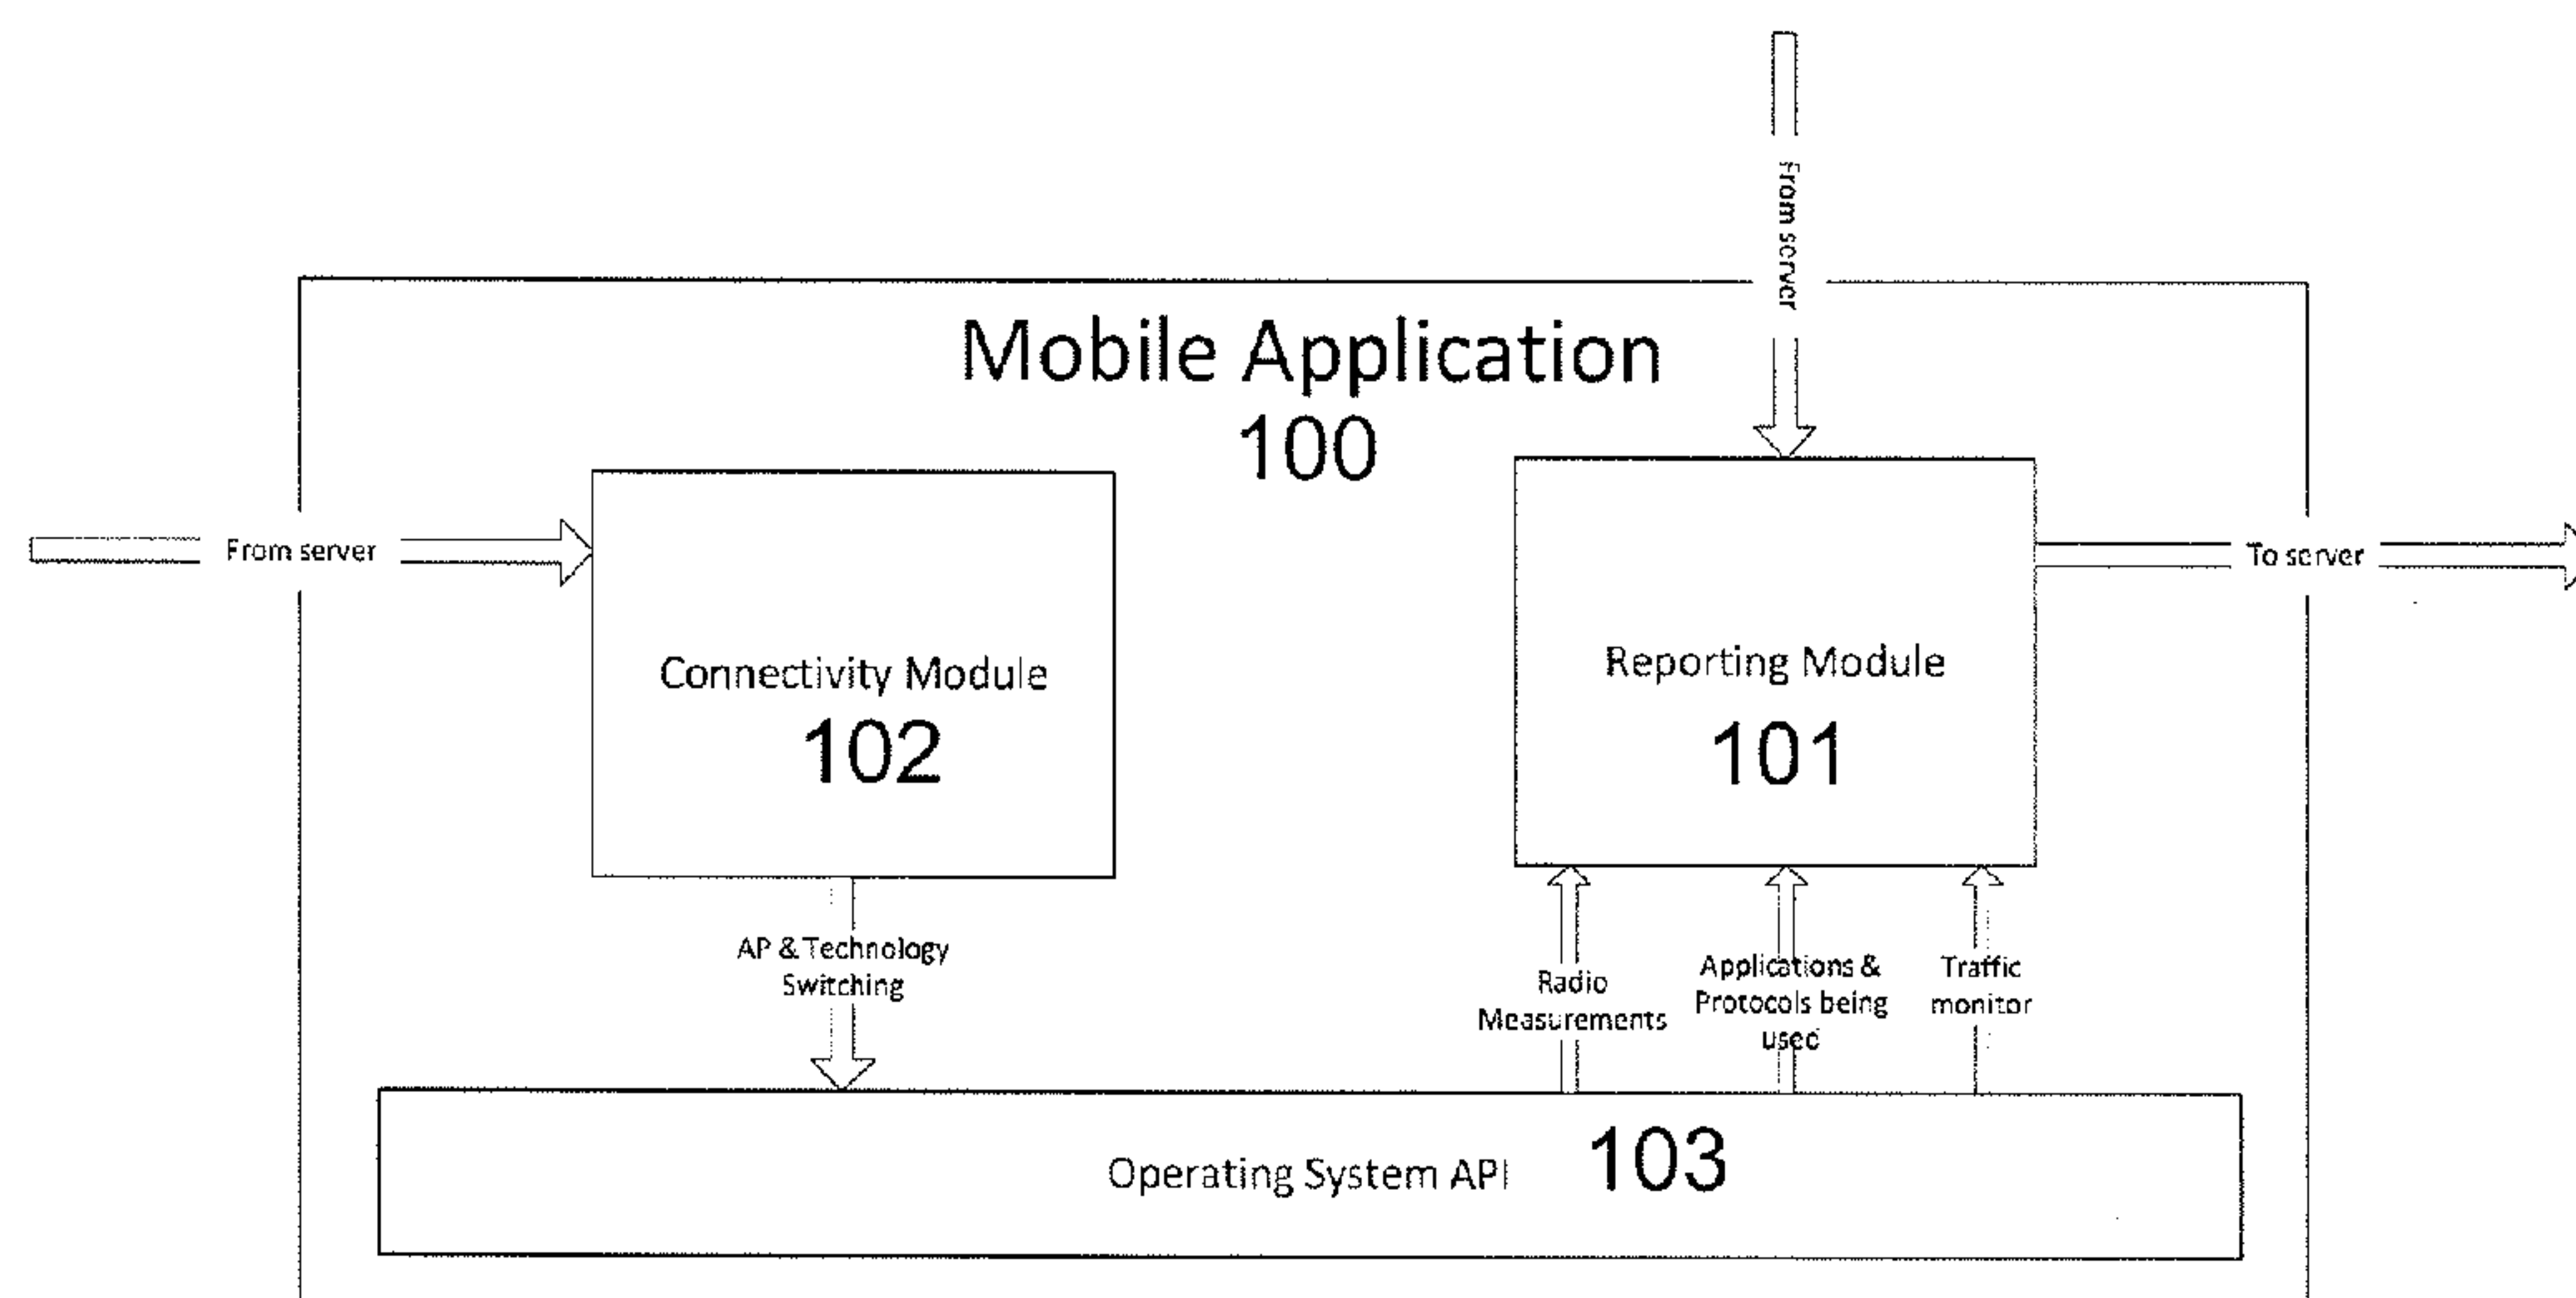 From server
Mobile Application
100
From server
To server
Connectivity Module
102
Reporting Module
101
AP & Technology
Switching
Radio
Measurements
Applications &
Protocols being
used
Traffic
monitor
Operating System API 103